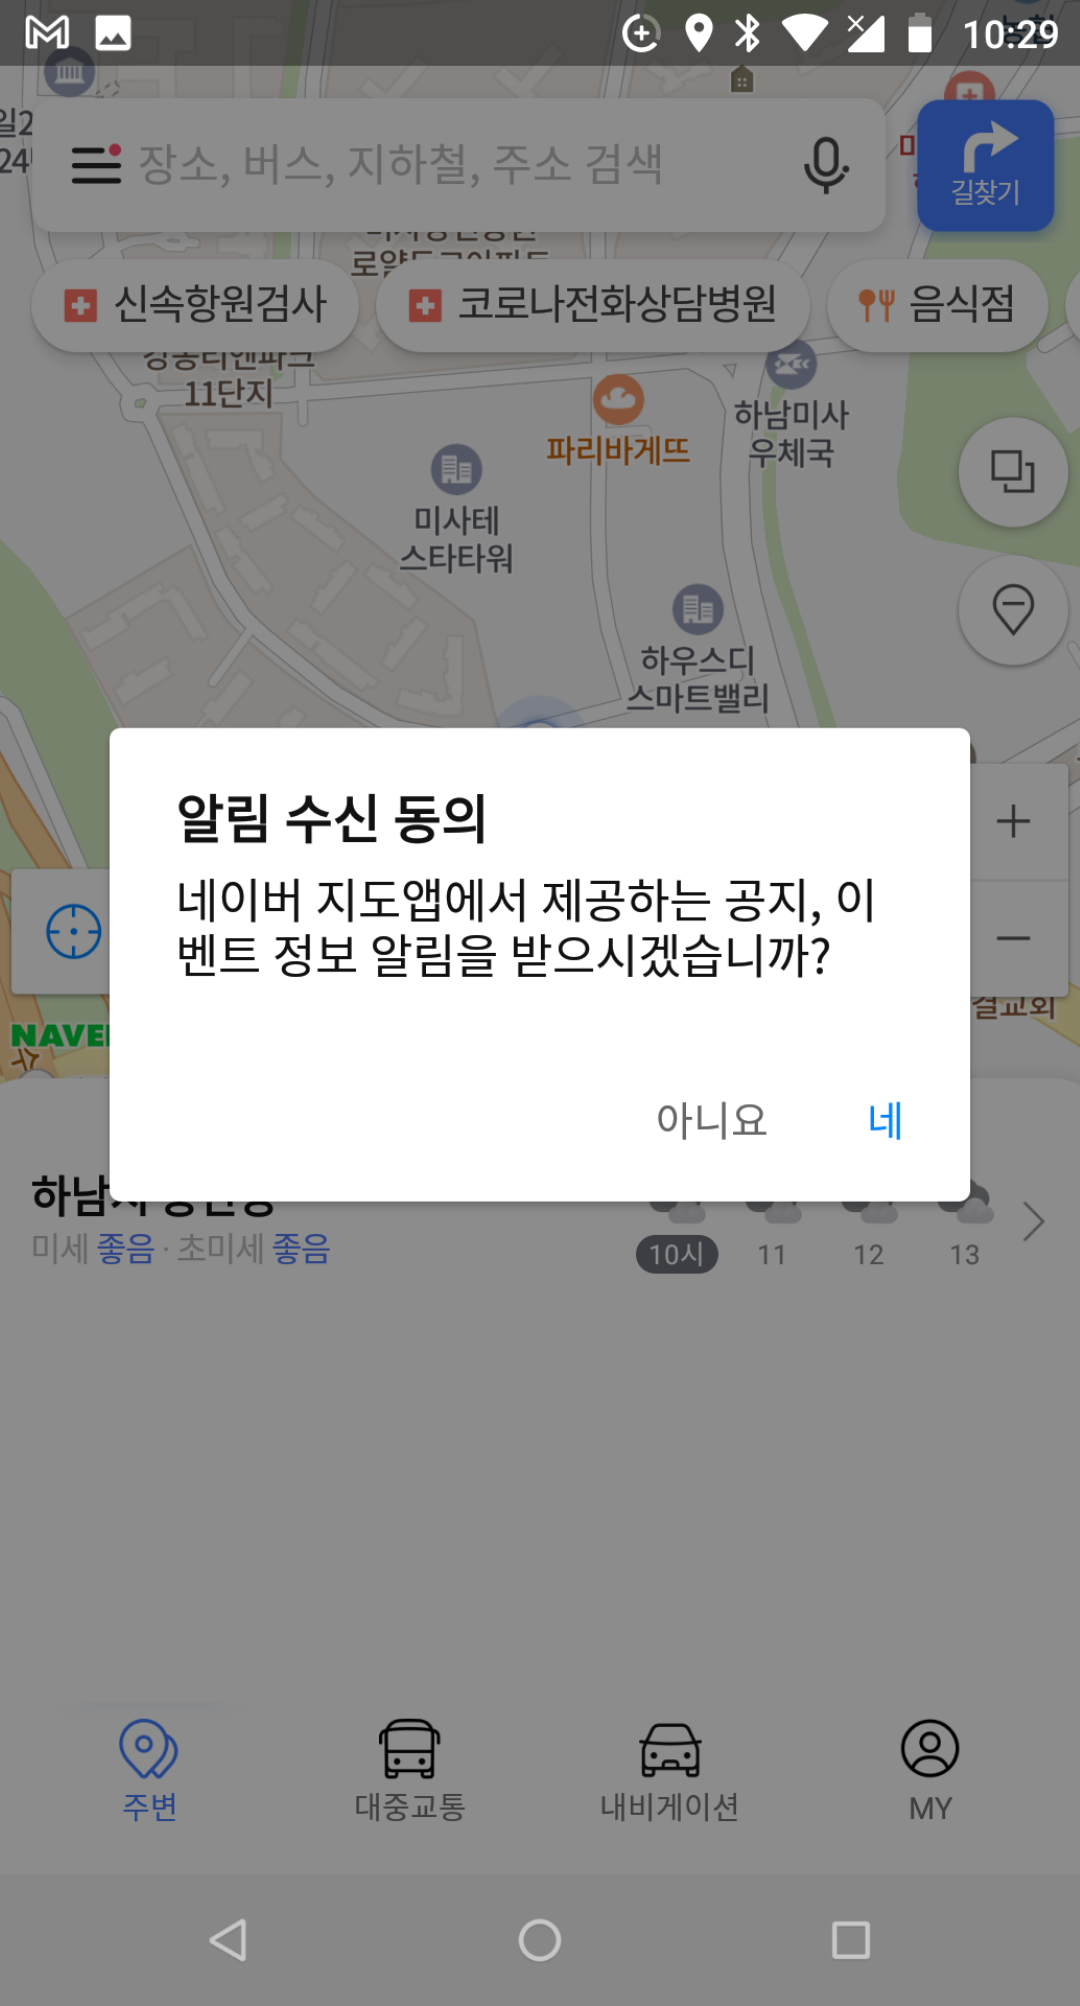 10:29
장소, 버스, 지하철, 주소 검색
길찾기
신속항원검사
코로나전화상담병원
음식점
11단지
파리바게뜨
하남미사
우체국
미사테
스타타워
하우스디
스마트밸리
알림 수신 동의
네이버 지도앱에서 제공하는 공지, 이
벤트 정보 알림을 받으시겠습니까?
아니요
네
미세 좋음 · 초미세 좋음
10시
11
12
13
주변
대중교통
내비게이션
MY